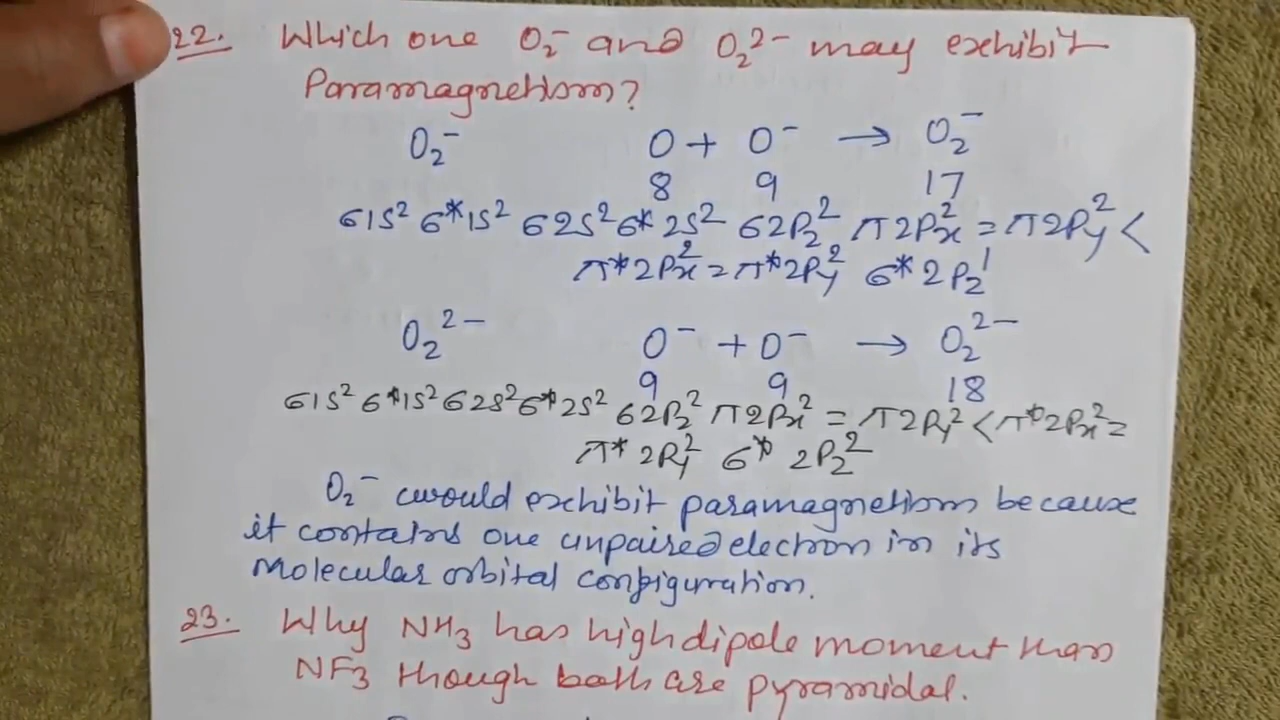 22. Which one O₂⁻ and O₂²⁻ may exhibit
Paramagnetism?
O₂⁻ O + O⁻ → O₂⁻
8 9 17
σ1s² σ*1s² σ2s² σ*2s² σ2Pz² π2Px² = π2Py² <
π*2Px² = π*2Py² σ*2Pz¹
O₂²⁻ O⁻ + O⁻ → O₂²⁻
9 9 18
σ1s² σ*1s² σ2s² σ*2s² σ2Pz² π2Px² = π2Py² < π*2Px² =
π*2Py² σ* 2Pz²
O₂⁻ would exhibit paramagnetism because
it contains one unpaired electron in its
Molecular orbital configuration.
23. Why NH₃ has high dipole moment than
NF₃ though both are pyramidal.